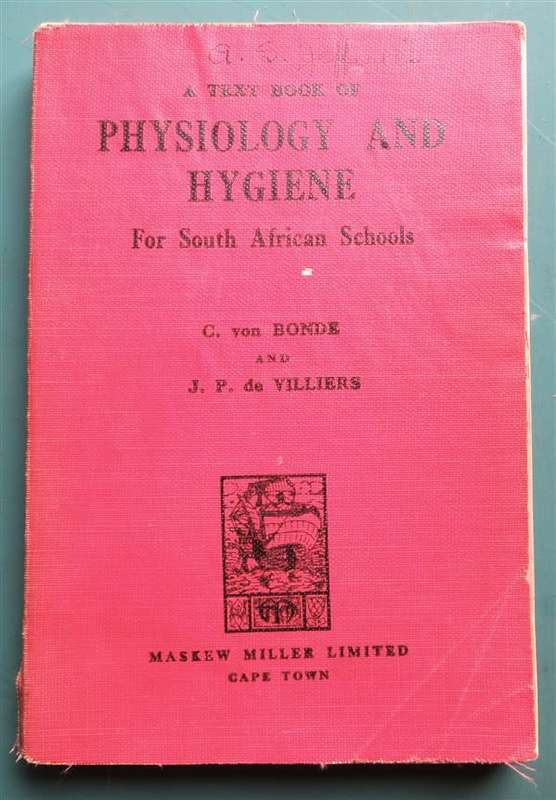 A. S.
A TEXT BOOK OF
PHYSIOLOGY AND
HYGIENE
For South African Schools
C. von BONDE
AND
J. P. de VILLIERS
MASKEW MILLER LIMITED
CAPE TOWN